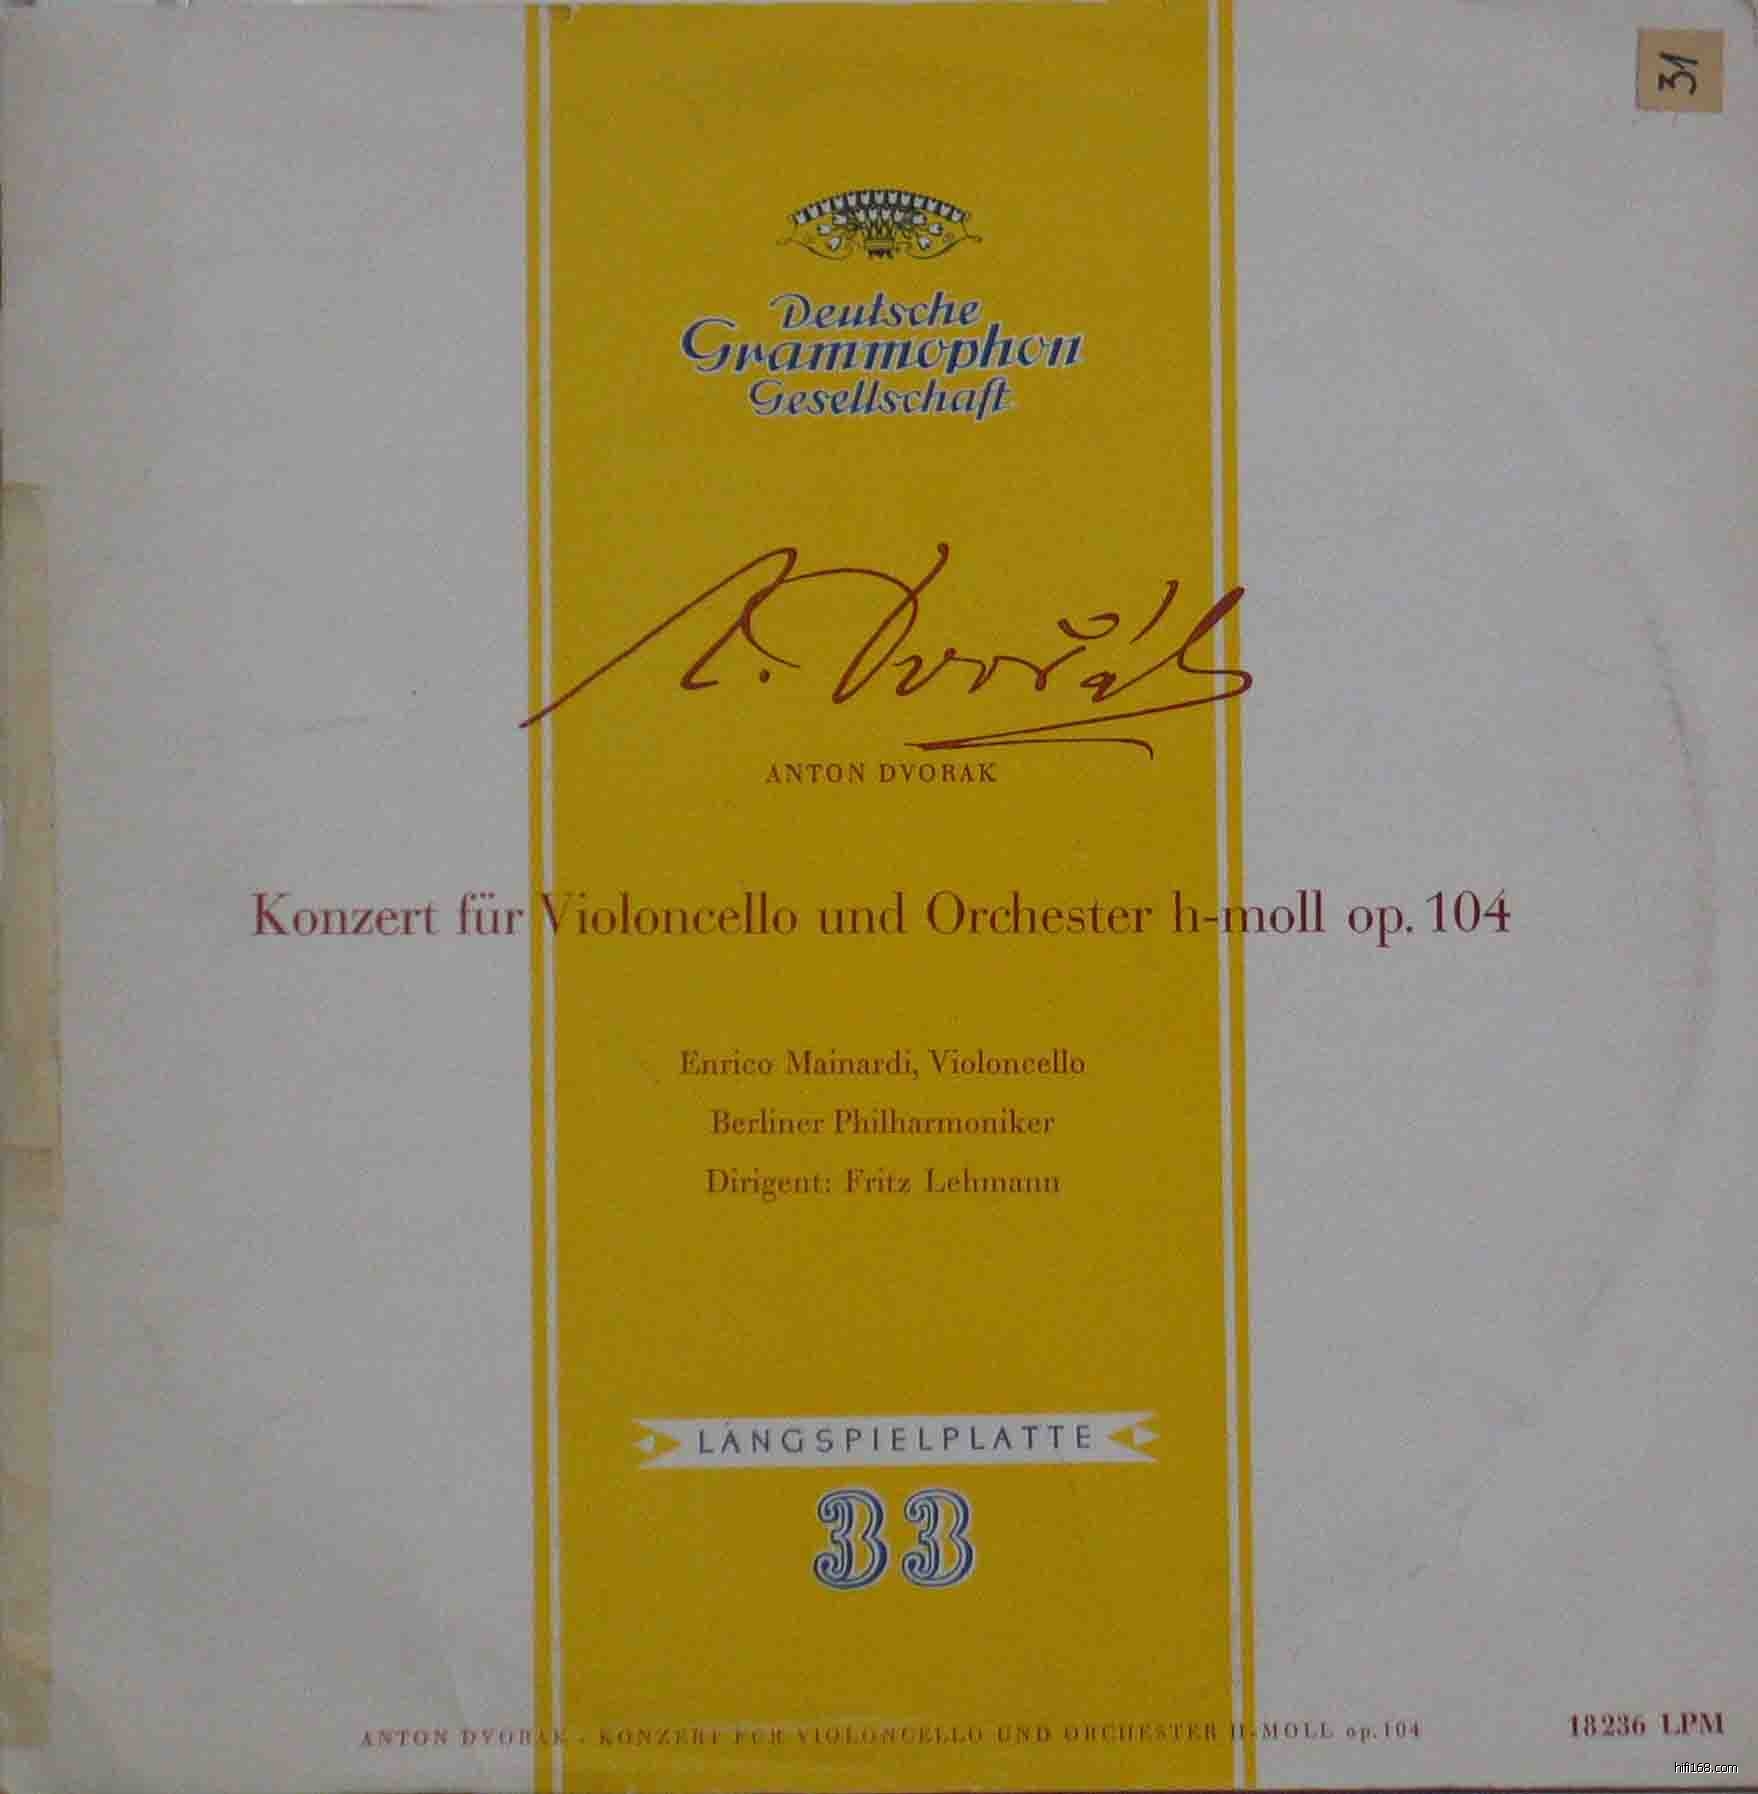 31
Deutsche
Grammophon
Gesellschaft
A. Dvořák
ANTON DVORAK
Konzert für Violoncello und Orchester h-moll op. 104
Enrico Mainardi, Violoncello
Berliner Philharmoniker
Dirigent: Fritz Lehmann
LANGSPIELPLATTE
33
ANTON DVORAK · KONZERT FÜR VIOLONCELLO UND ORCHESTER H-MOLL op. 104
18236 LPM
hifi168.com